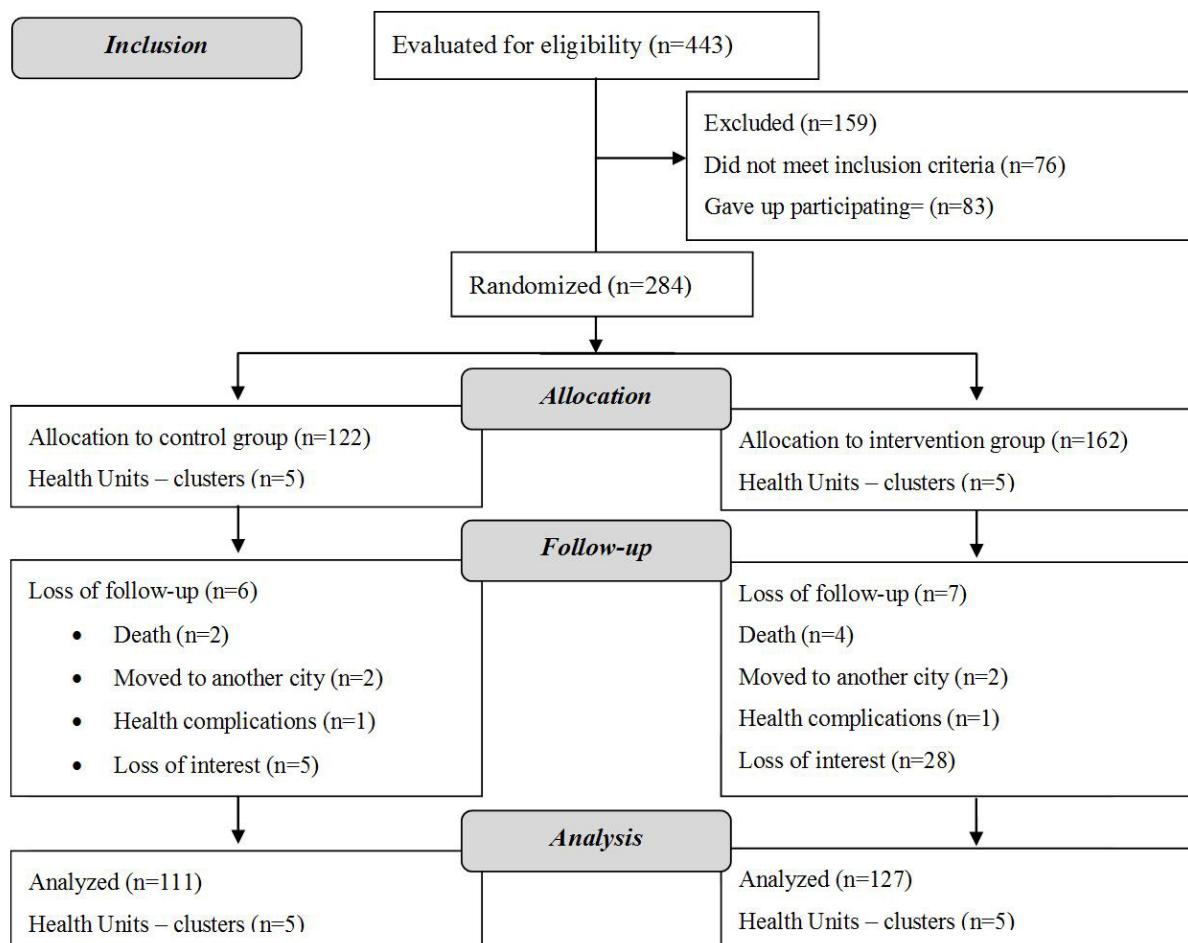 Inclusion
Evaluated for eligibility (n=443)
Excluded (n=159)
Did not meet inclusion criteria (n=76)
Gave up participating= (n=83)
Randomized (n=284)
Allocation
Allocation to control group (n=122)
Health Units – clusters (n=5)
Allocation to intervention group (n=162)
Health Units – clusters (n=5)
Follow-up
Loss of follow-up (n=6)
• Death (n=2)
• Moved to another city (n=2)
• Health complications (n=1)
• Loss of interest (n=5)
Loss of follow-up (n=7)
Death (n=4)
Moved to another city (n=2)
Health complications (n=1)
Loss of interest (n=28)
Analysis
Analyzed (n=111)
Health Units – clusters (n=5)
Analyzed (n=127)
Health Units – clusters (n=5)